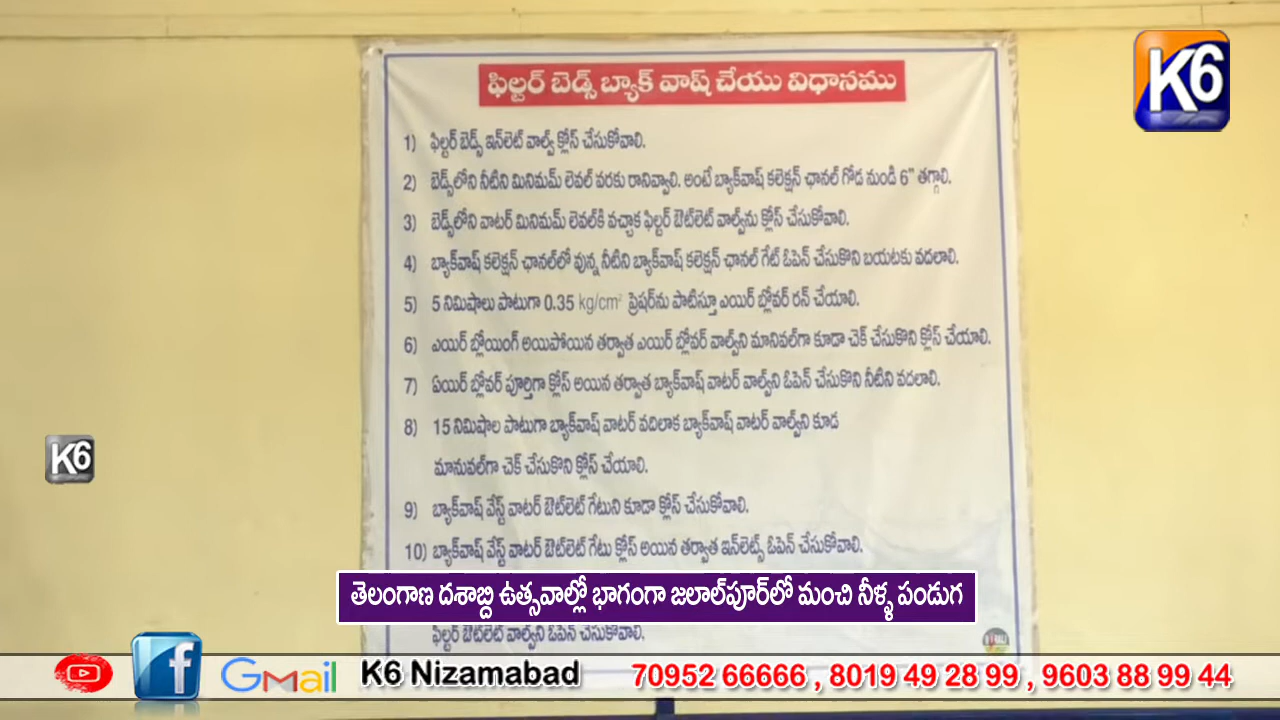 K6
ఫిల్టర్ బెడ్స్ బ్యాక్ వాష్ చేయు విధానము
1) ఫిల్టర్ బెడ్స్ ఇన్‌లెట్ వాల్వ్ క్లోస్ చేసుకోవాలి.
2) బెడ్స్‌లోని నీటిని మినిమమ్ లెవల్ వరకు రానివ్వాలి. అంటే బ్యాక్‌వాష్ కలెక్షన్ ఛానల్ గోడ నుండి 6" తగ్గాలి.
3) బెడ్స్‌లోని వాటర్ మినిమమ్ లెవల్‌కి వచ్చాక ఫిల్టర్ ఔట్‌లెట్ వాల్వ్‌ను క్లోస్ చేసుకోవాలి.
4) బ్యాక్‌వాష్ కలెక్షన్ ఛానల్‌లో వున్న నీటిని బ్యాక్‌వాష్ కలెక్షన్ ఛానల్ గేట్ ఓపెన్ చేసుకొని బయటకు వదలాలి.
5) 5 నిమిషాలు పాటుగా 0.35 kg/cm² ప్రెషర్‌ను పాటిస్తూ ఎయిర్ బ్లోవర్ రన్ చేయాలి.
6) ఎయిర్ బ్లోయింగ్ అయిపోయిన తర్వాత ఎయిర్ బ్లోవర్ వాల్వ్‌ని మానివల్‌గా కూడా చెక్ చేసుకొని క్లోస్ చేయాలి.
7) ఏయిర్ బ్లోవర్ పూర్తిగా క్లోస్ అయిన తర్వాత బ్యాక్‌వాష్ వాటర్ వాల్వ్‌ని ఓపెన్ చేసుకొని నీటిని వదలాలి.
8) 15 నిమిషాల పాటుగా బ్యాక్‌వాష్ వాటర్ వదిలాక బ్యాక్‌వాష్ వాటర్ వాల్వ్‌ని కూడ
మానువల్‌గా చెక్ చేసుకొని క్లోస్ చేయాలి.
K6
9) బ్యాక్‌వాష్ వేస్ట్ వాటర్ ఔట్‌లెట్ గేటుని కూడా క్లోస్ చేసుకోవాలి.
10) బ్యాక్‌వాష్ వేస్ట్ వాటర్ ఔట్‌లెట్ గేటు క్లోస్ అయిన తర్వాత ఇన్‌లెట్స్ ఓపెన్ చేసుకోవాలి.
తెలంగాణ దశాబ్ది ఉత్సవాల్లో భాగంగా జలాల్‌పూర్‌లో మంచి నీళ్ళ పండుగ
ఫిల్టర్ ఔట్‌లెట్ వాల్వ్‌ని ఓపెన్ చేసుకోవాలి.
f Gmail K6 Nizamabad 70952 66666 , 8019 49 28 99 , 9603 88 99 44